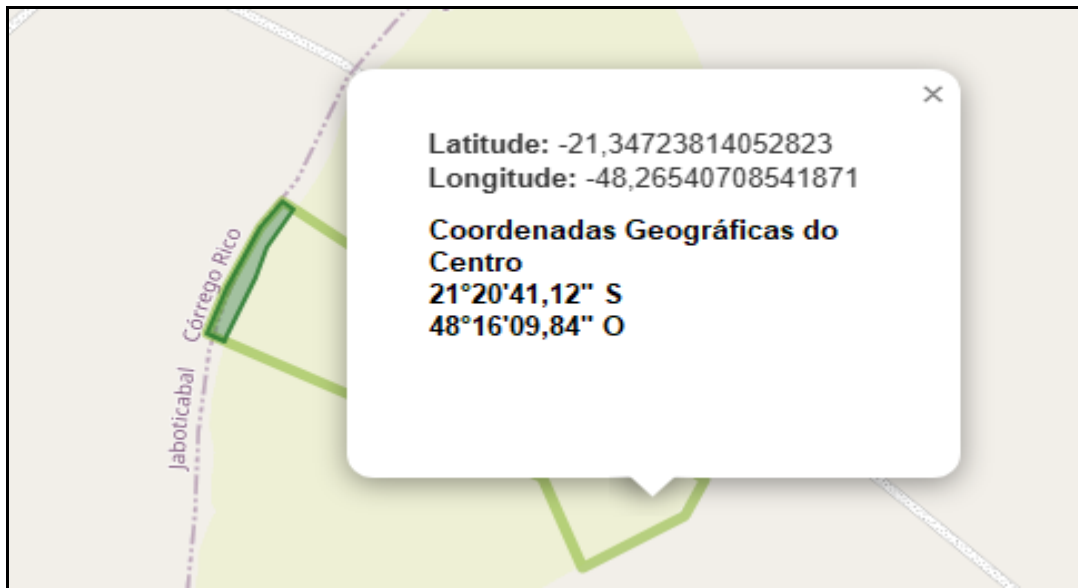 ×
Latitude: -21,34723814052823
Longitude: -48,26540708541871
Coordenadas Geográficas do
Centro
21°20'41,12" S
48°16'09,84" O
Córrego Rico
Jaboticabal